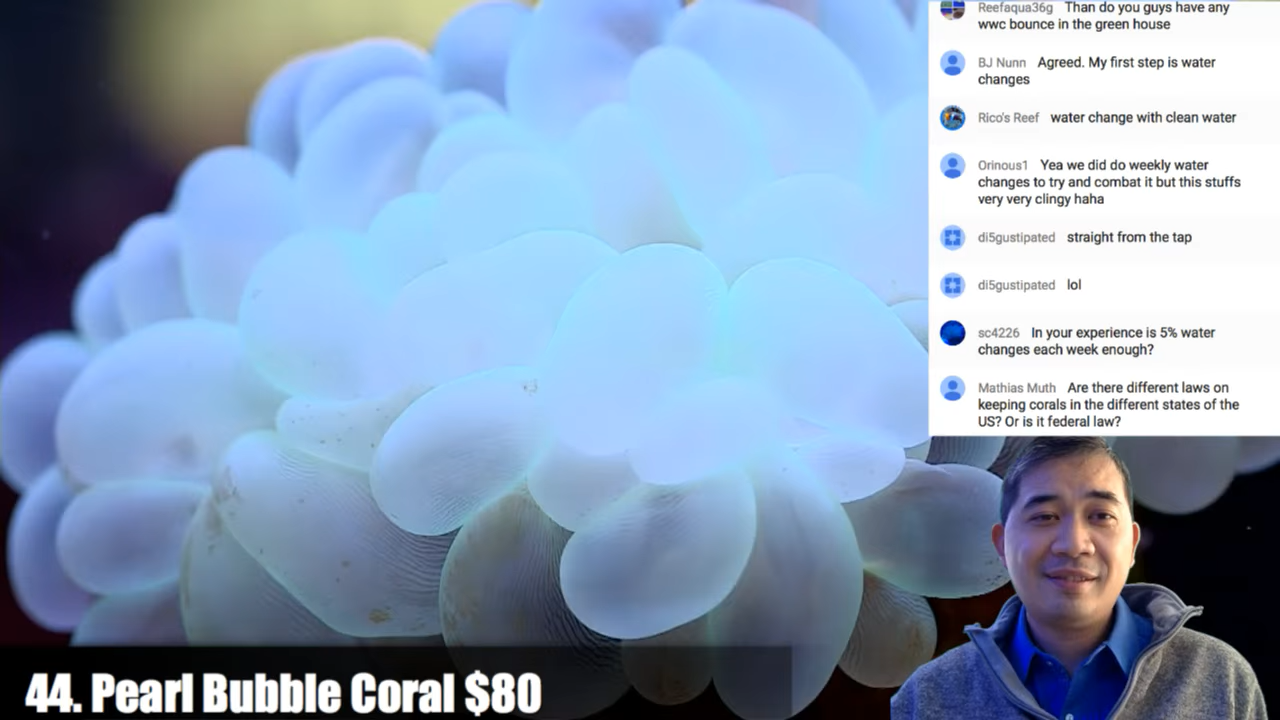 Reefaqua36g Than do you guys have any
wwc bounce in the green house
BJ Nunn Agreed. My first step is water
changes
Rico's Reef water change with clean water
Orinous1 Yea we did do weekly water
changes to try and combat it but this stuffs
very very clingy haha
di5gustipated straight from the tap
di5gustipated lol
sc4226 In your experience is 5% water
changes each week enough?
Mathias Muth Are there different laws on
keeping corals in the different states of the
US? Or is it federal law?
44. Pearl Bubble Coral $80